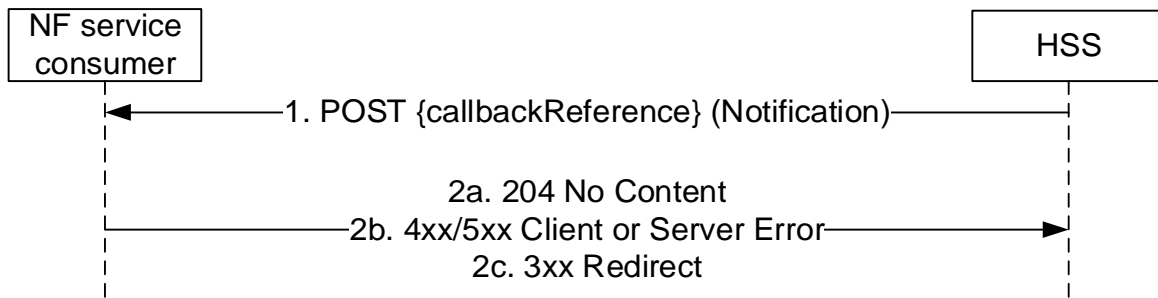 NF service
consumer
HSS
1. POST {callbackReference} (Notification)
2a. 204 No Content
2b. 4xx/5xx Client or Server Error
2c. 3xx Redirect